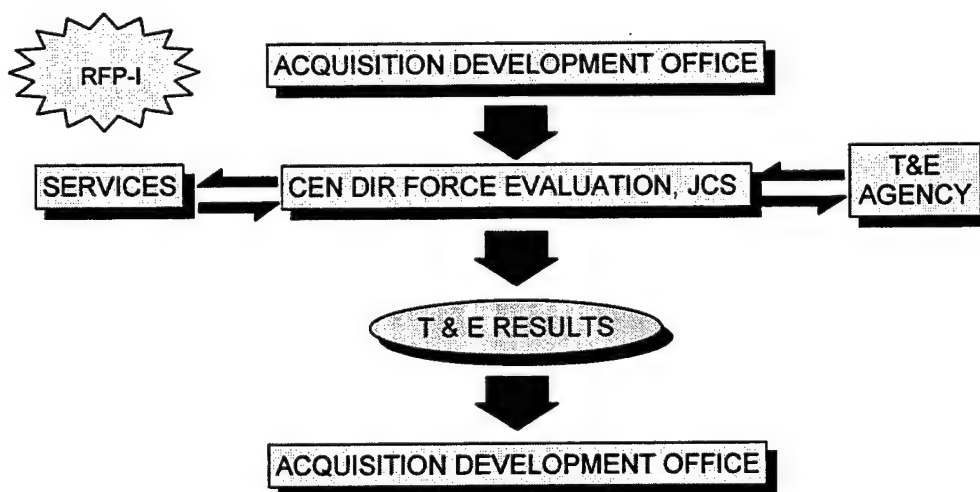 RFP-I
ACQUISITION DEVELOPMENT OFFICE
SERVICES
CEN DIR FORCE EVALUATION, JCS
T&E
AGENCY
T & E RESULTS
ACQUISITION DEVELOPMENT OFFICE